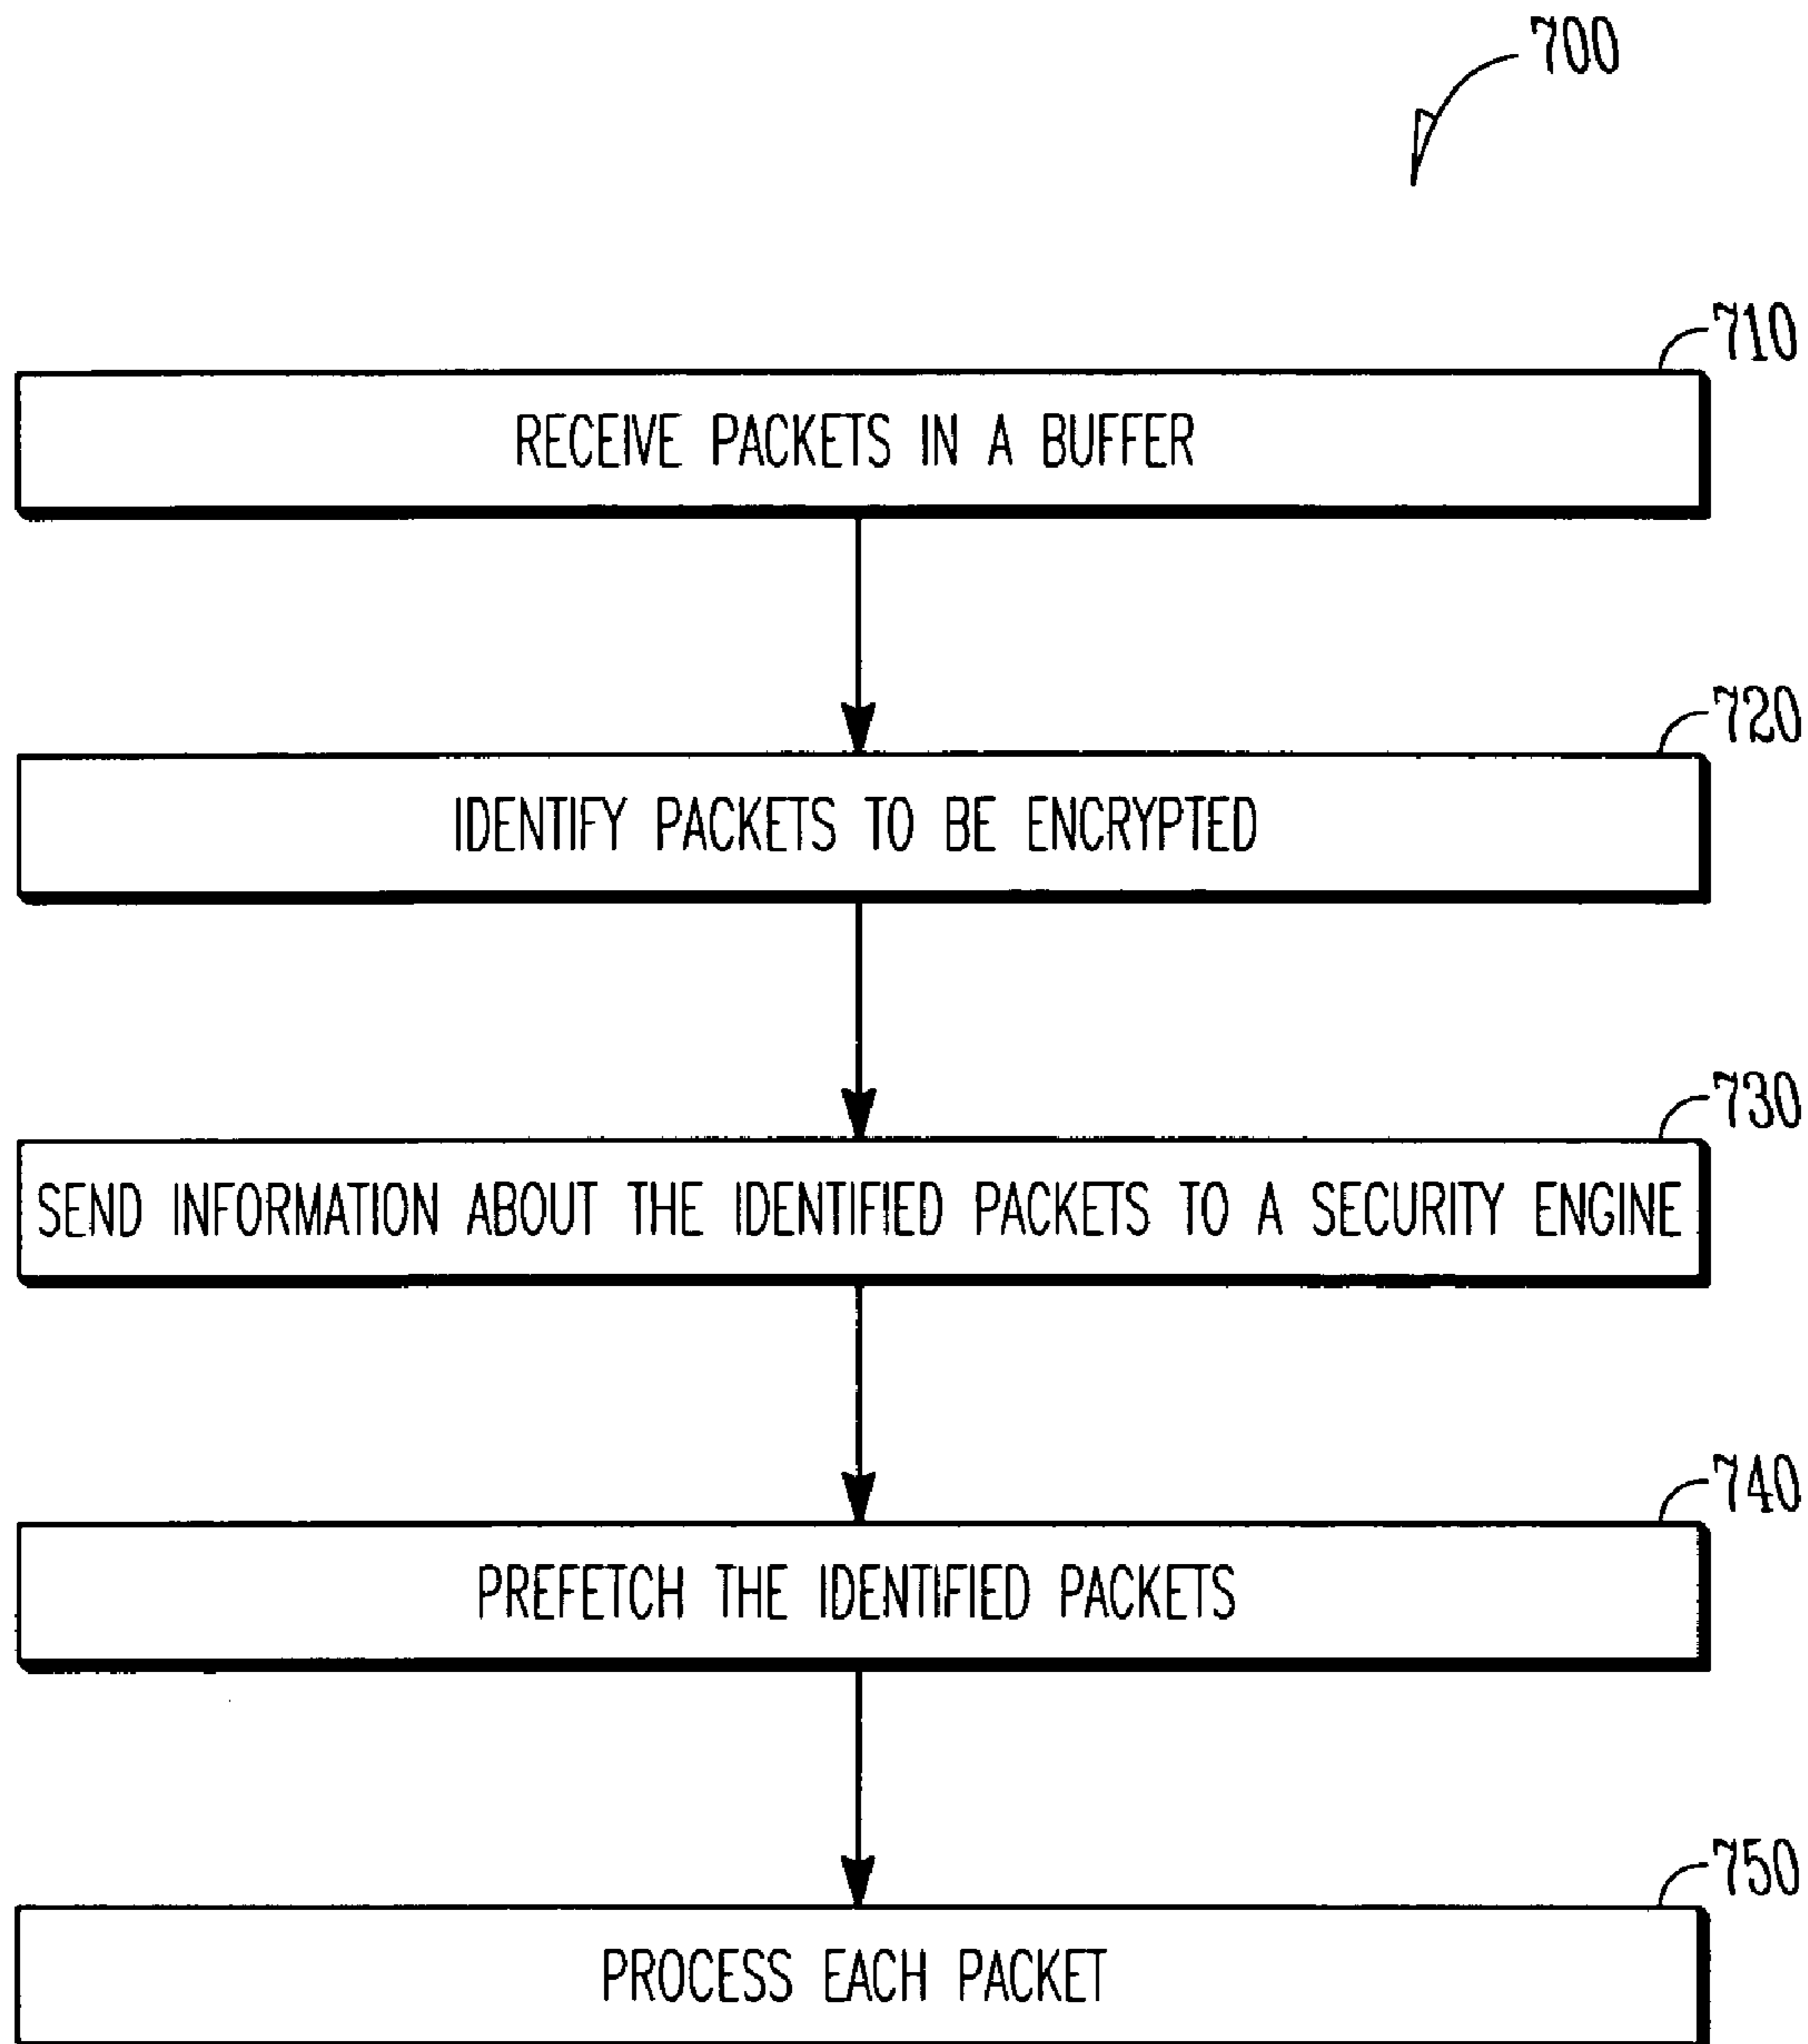 700
710
RECEIVE PACKETS IN A BUFFER
720
IDENTIFY PACKETS TO BE ENCRYPTED
730
SEND INFORMATION ABOUT THE IDENTIFIED PACKETS TO A SECURITY ENGINE
740
PREFETCH THE IDENTIFIED PACKETS
750
PROCESS EACH PACKET